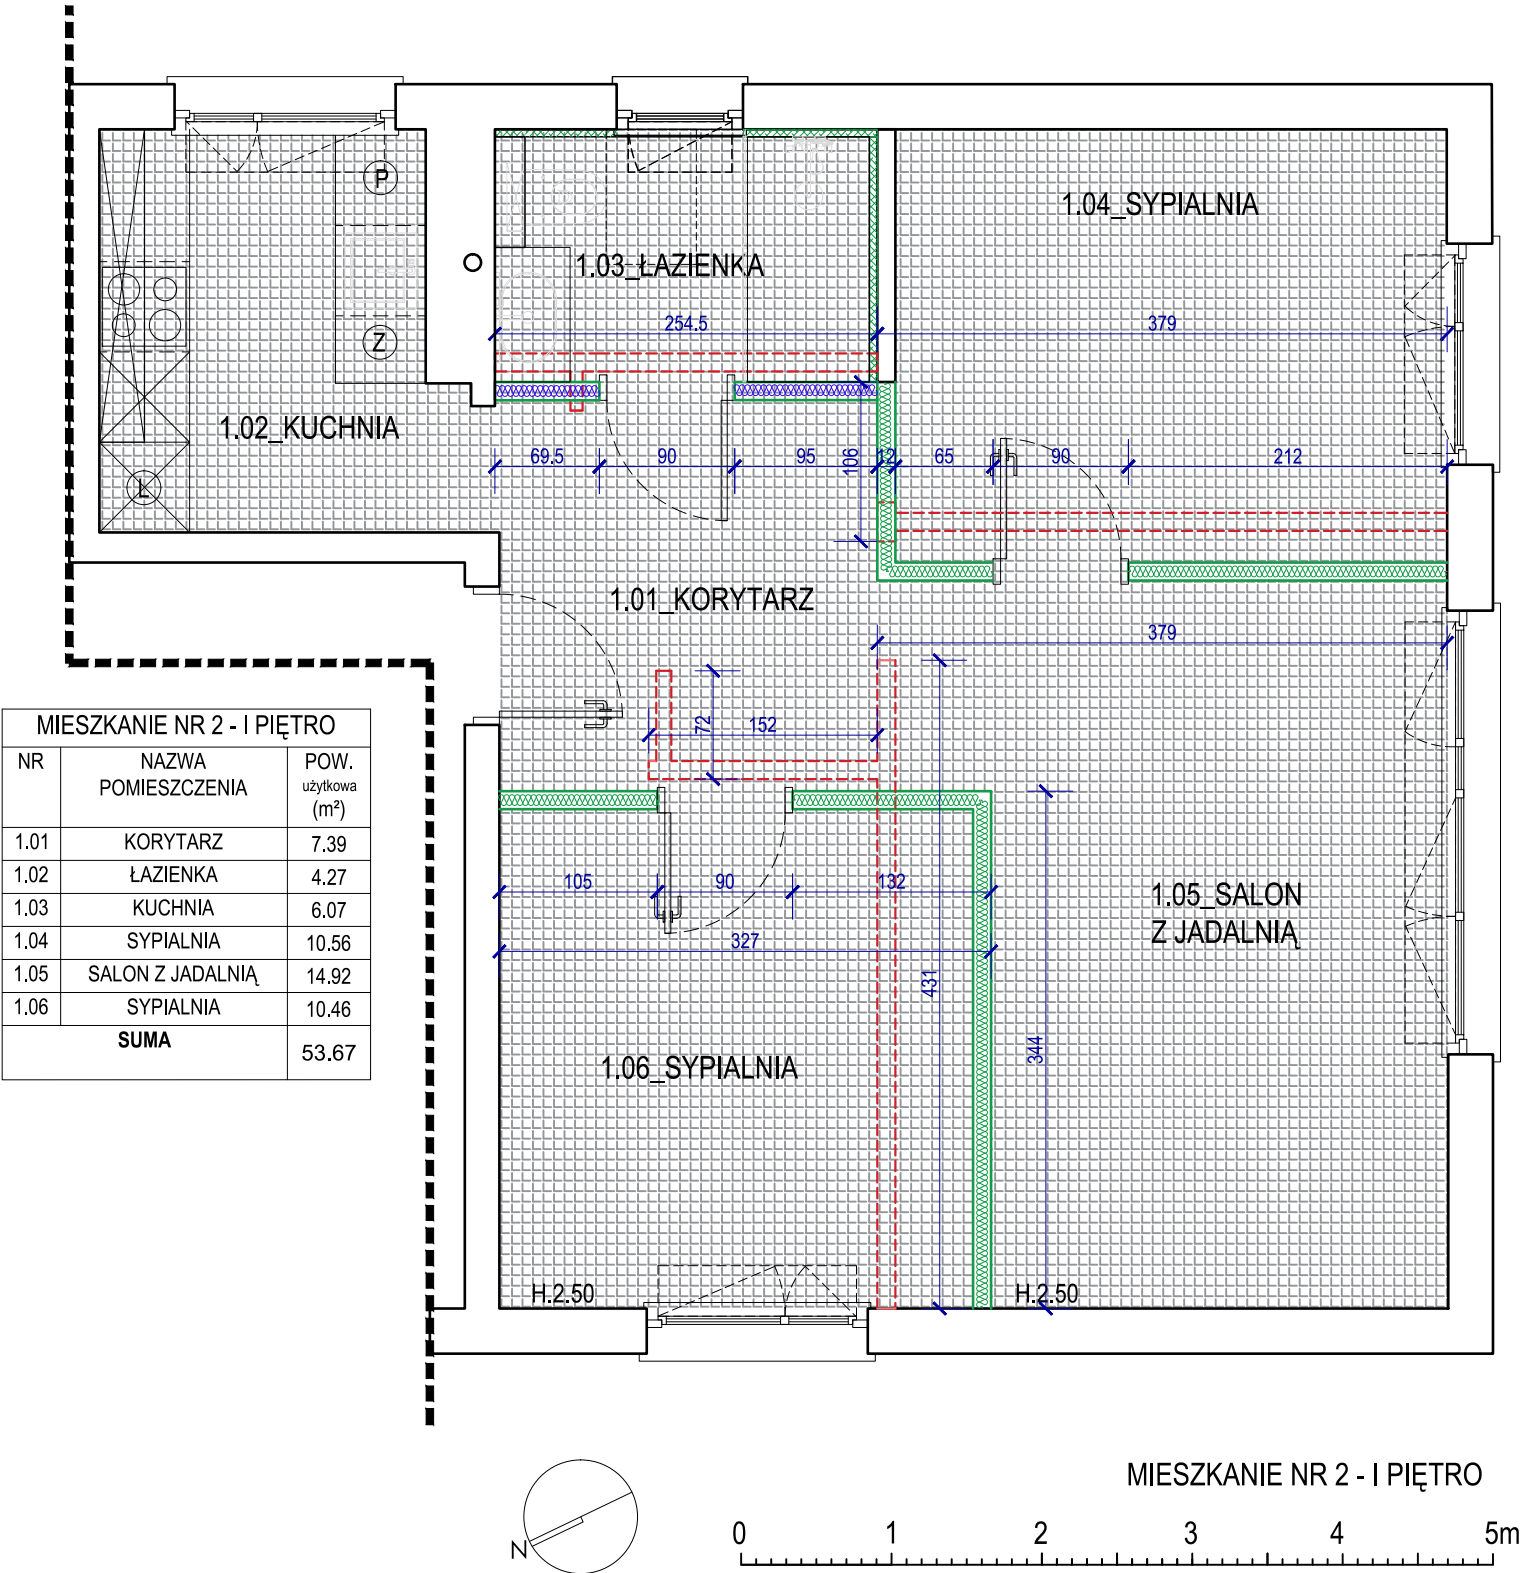 P
1.04_SYPIALNIA
1.03_ŁAZIENKA
254.5
379
Z
1.02_KUCHNIA
69.5 90 95 106 12 65 90 212
L
1.01_KORYTARZ
379
72 152
MIESZKANIE NR 2 - I PIĘTRO
NR NAZWA POMIESZCZENIA POW. użytkowa (m²)
1.01 KORYTARZ 7.39
1.02 ŁAZIENKA 4.27
1.03 KUCHNIA 6.07
1.04 SYPIALNIA 10.56
1.05 SALON Z JADALNIĄ 14.92
1.06 SYPIALNIA 10.46
SUMA 53.67
105 90 132
327
431
344
1.05_SALON
Z JADALNIĄ
1.06_SYPIALNIA
H.2.50
H.2.50
N
MIESZKANIE NR 2 - I PIĘTRO
0 1 2 3 4 5m